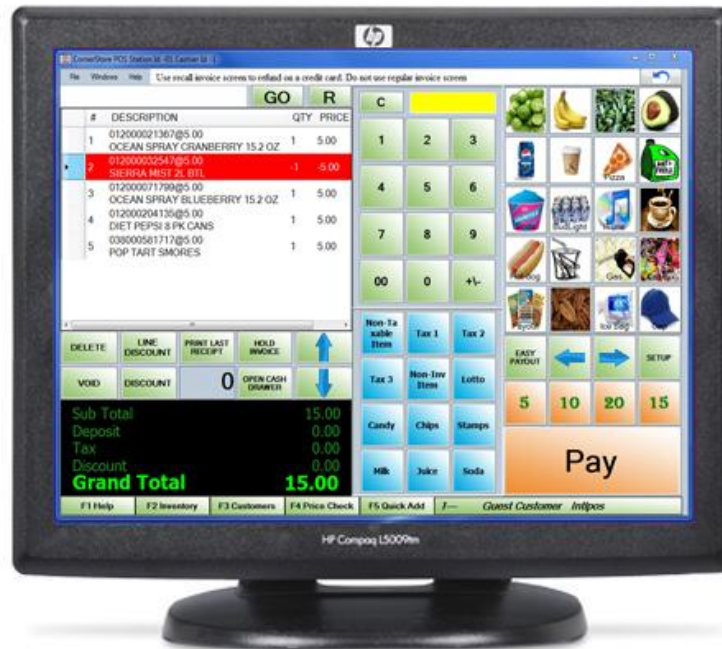 hp
CornerStore POS Station Id -01 Cashier Id - 1
File Windows Help Use recall invoice screen to refund on a credit card. Do not use regular invoice screen
GO R
# DESCRIPTION QTY PRICE
1 012000021367@5.00 1 5.00
OCEAN SPRAY CRANBERRY 15.2 OZ
2 012000032547@5.00 -1 -5.00
SIERRA MIST 2L BTL
3 012000071799@5.00 1 5.00
OCEAN SPRAY BLUEBERRY 15.2 OZ
4 012000204135@5.00 1 5.00
DIET PEPSI 8 PK CANS
5 038000581717@5.00 1 5.00
POP TART SMORES
DELETE LINE DISCOUNT PRINT LAST RECEIPT HOLD INVOICE
VOID DISCOUNT 0 OPEN CASH DRAWER
Sub Total 15.00
Deposit 0.00
Tax 0.00
Discount 0.00
Grand Total 15.00
C
1 2 3
4 5 6
7 8 9
00 0 +\-
Non-Ta
xable
Item
Tax 1 Tax 2
Tax 3 Non-Inv Item Lotto
Candy Chips Stamps
Milk Juice Soda
Pizza
BudLight
Hot dog Gas
Payout Ice Bag Cap
EASY PAYOUT SETUP
5 10 20 15
Pay
F1 Help F2 Inventory F3 Customers F4 Price Check F5 Quick Add 1--- Guest Customer Intipos
HP Compaq L5009tm